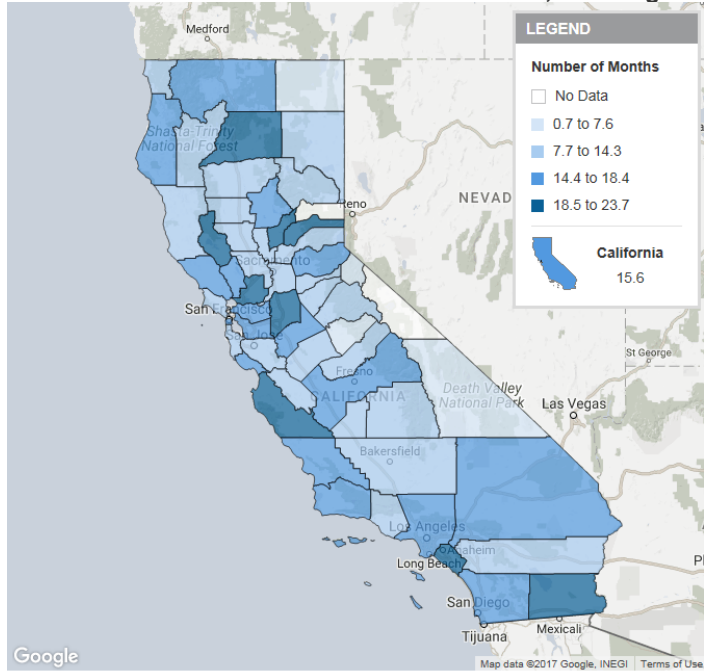 Medford
LEGEND
Number of Months
No Data
0.7 to 7.6
7.7 to 14.3
14.4 to 18.4
18.5 to 23.7
California
15.6
Shasta-Trinity
National Forest
NEVAD
Reno
Sacramento
San Francisco
San Jose
St George
Fresno
CALIFORNIA
Death Valley
National Park
Las Vegas
Bakersfield
Los Angeles
Anaheim
Long Beach
San Diego
Mexicali
Tijuana
Google
Map data ©2017 Google, INEGI
Terms of Use